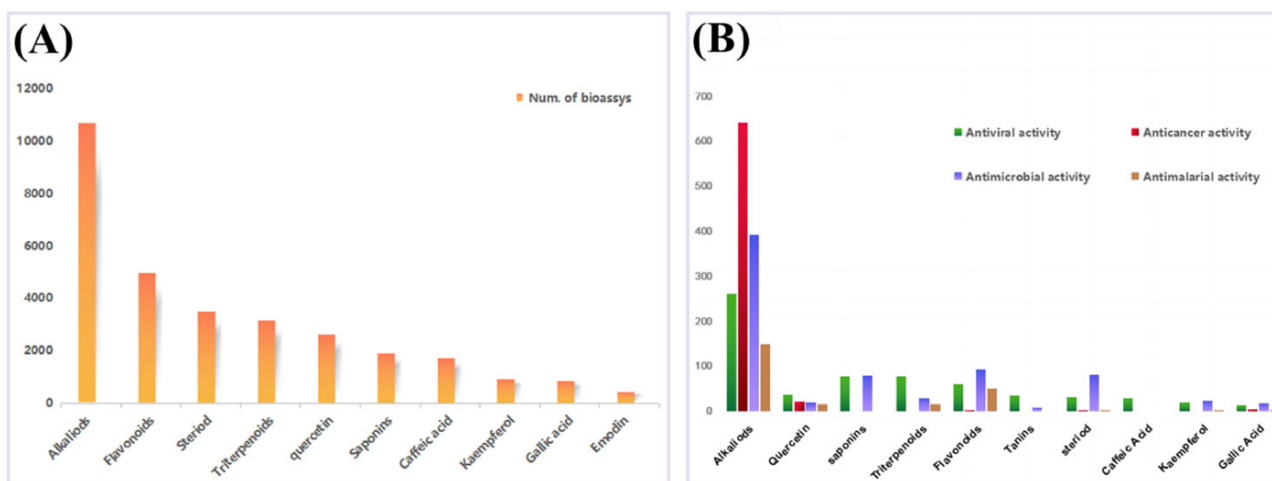 (A)
12000
10000
8000
6000
4000
2000
0
Num. of bioassys
Alkaliods
Flavonoids
Steriod
Triterpenoids
quercetin
Saponins
Caffeic acid
Kaempferol
Gallic acid
Emodin
(B)
700
600
500
400
300
200
100
0
Antiviral activity
Anticancer activity
Antimicrobial activity
Antimalarial activity
Alkaliods
Quercetin
saponins
Triterpenoids
Flavonoids
Tanins
steriod
Caffeic Acid
Kaempferol
Gallic Acid